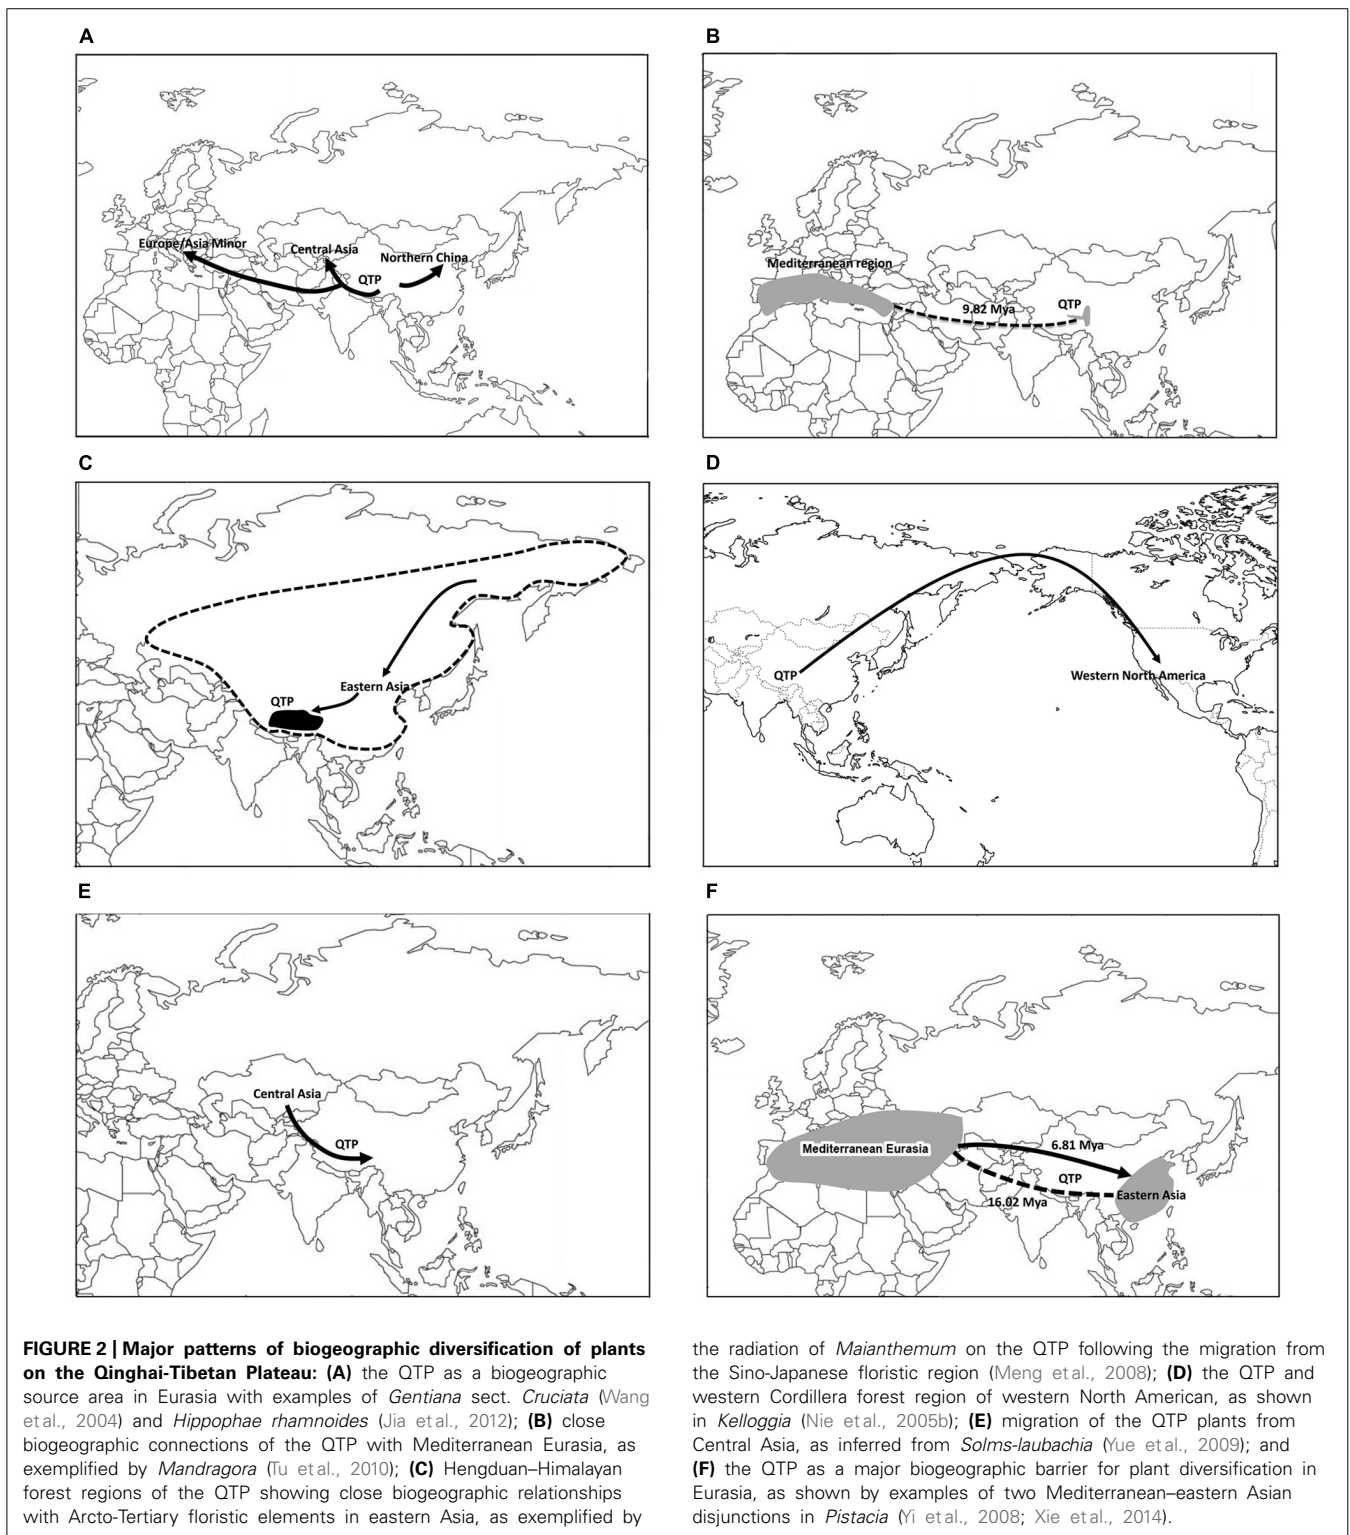 A
Europe/Asia Minor
Central Asia
Northern China
QTP
B
Mediterranean region
9.82 Mya
QTP
C
Eastern Asia
QTP
D
QTP
Western North America
E
Central Asia
QTP
F
Mediterranean Eurasia
6.81 Mya
QTP
Eastern Asia
16.02 Mya
FIGURE 2 | Major patterns of biogeographic diversification of plants
on the Qinghai-Tibetan Plateau: (A) the QTP as a biogeographic
source area in Eurasia with examples of Gentiana sect. Cruciata (Wang
et al., 2004) and Hippophae rhamnoides (Jia et al., 2012); (B) close
biogeographic connections of the QTP with Mediterranean Eurasia, as
exemplified by Mandragora (Tu et al., 2010); (C) Hengduan–Himalayan
forest regions of the QTP showing close biogeographic relationships
with Arcto-Tertiary floristic elements in eastern Asia, as exemplified by
the radiation of Maianthemum on the QTP following the migration from
the Sino-Japanese floristic region (Meng et al., 2008); (D) the QTP and
western Cordillera forest region of western North American, as shown
in Kelloggia (Nie et al., 2005b); (E) migration of the QTP plants from
Central Asia, as inferred from Solms-laubachia (Yue et al., 2009); and
(F) the QTP as a major biogeographic barrier for plant diversification in
Eurasia, as shown by examples of two Mediterranean–eastern Asian
disjunctions in Pistacia (Yi et al., 2008; Xie et al., 2014).